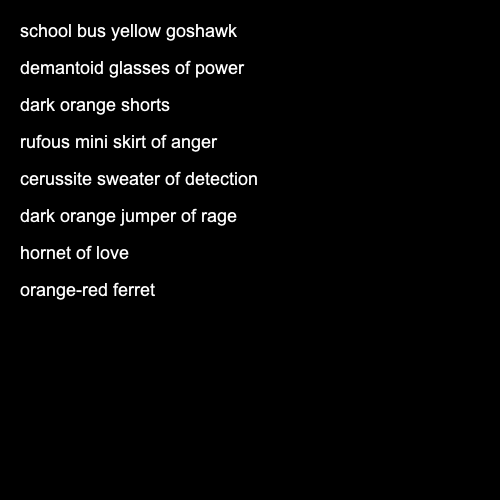 school bus yellow goshawk
demantoid glasses of power
dark orange shorts
rufous mini skirt of anger
cerussite sweater of detection
dark orange jumper of rage
hornet of love
orange-red ferret